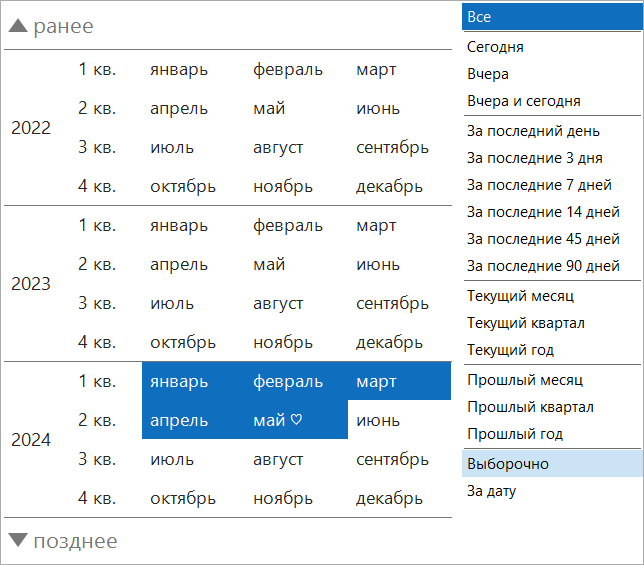 ▲ ранее
1 кв. январь февраль март
2 кв. апрель май июнь
2022
3 кв. июль август сентябрь
4 кв. октябрь ноябрь декабрь
1 кв. январь февраль март
2 кв. апрель май июнь
2023
3 кв. июль август сентябрь
4 кв. октябрь ноябрь декабрь
1 кв. январь февраль март
2 кв. апрель май ♡ июнь
2024
3 кв. июль август сентябрь
4 кв. октябрь ноябрь декабрь
▼ позднее
Все
Сегодня
Вчера
Вчера и сегодня
За последний день
За последние 3 дня
За последние 7 дней
За последние 14 дней
За последние 45 дней
За последние 90 дней
Текущий месяц
Текущий квартал
Текущий год
Прошлый месяц
Прошлый квартал
Прошлый год
Выборочно
За дату